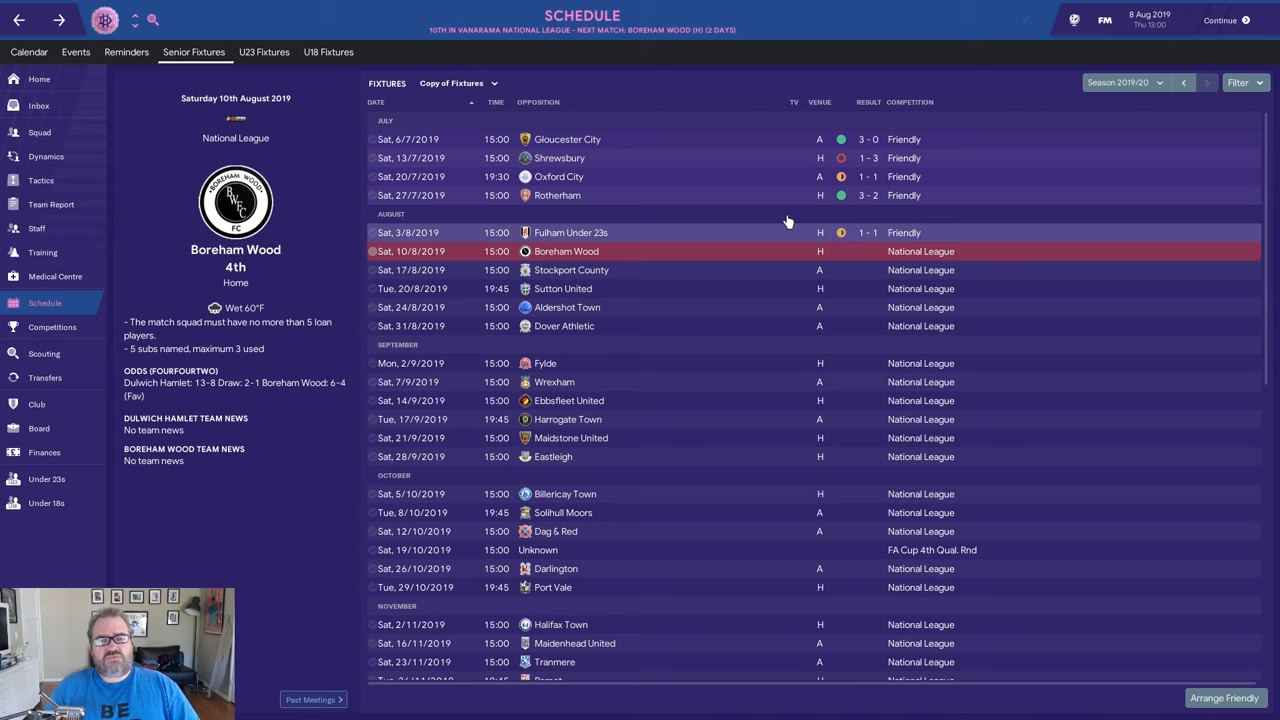 SCHEDULE
10TH IN VANARAMA NATIONAL LEAGUE - NEXT MATCH: BOREHAM WOOD (H) (2 DAYS)
FM
8 Aug 2019
Thu 13:00
Continue
Calendar Events Reminders Senior Fixtures U23 Fixtures U18 Fixtures
Home
Inbox
Squad
Dynamics
Tactics
Team Report
Staff
Training
Medical Centre
Schedule
Competitions
Scouting
Transfers
Club
Board
Finances
Under 23s
Under 18s
Saturday 10th August 2019
National League
BOREHAM WOOD
BWFC
FC
Boreham Wood
4th
Home
Wet 60°F
- The match squad must have no more than 5 loan
players.
- 5 subs named, maximum 3 used
ODDS (FOURFOURTWO)
Dulwich Hamlet: 13-8 Draw: 2-1 Boreham Wood: 6-4
(Fav)
DULWICH HAMLET TEAM NEWS
No team news
BOREHAM WOOD TEAM NEWS
No team news
Past Meetings
FIXTURES Copy of Fixtures Season 2019/20 Filter
DATE TIME OPPOSITION TV VENUE RESULT COMPETITION
JULY
Sat, 6/7/2019 15:00 Gloucester City A 3 - 0 Friendly
Sat, 13/7/2019 15:00 Shrewsbury H 1 - 3 Friendly
Sat, 20/7/2019 19:30 Oxford City A 1 - 1 Friendly
Sat, 27/7/2019 15:00 Rotherham H 3 - 2 Friendly
AUGUST
Sat, 3/8/2019 15:00 Fulham Under 23s H 1 - 1 Friendly
Sat, 10/8/2019 15:00 Boreham Wood H National League
Sat, 17/8/2019 15:00 Stockport County A National League
Tue, 20/8/2019 19:45 Sutton United H National League
Sat, 24/8/2019 15:00 Aldershot Town A National League
Sat, 31/8/2019 15:00 Dover Athletic A National League
SEPTEMBER
Mon, 2/9/2019 15:00 Fylde H National League
Sat, 7/9/2019 15:00 Wrexham A National League
Sat, 14/9/2019 15:00 Ebbsfleet United H National League
Tue, 17/9/2019 19:45 Harrogate Town A National League
Sat, 21/9/2019 15:00 Maidstone United H National League
Sat, 28/9/2019 15:00 Eastleigh H National League
OCTOBER
Sat, 5/10/2019 15:00 Billericay Town H National League
Tue, 8/10/2019 19:45 Solihull Moors A National League
Sat, 12/10/2019 15:00 Dag & Red A National League
Sat, 19/10/2019 15:00 Unknown FA Cup 4th Qual. Rnd
Sat, 26/10/2019 15:00 Darlington A National League
Tue, 29/10/2019 19:45 Port Vale H National League
NOVEMBER
Sat, 2/11/2019 15:00 Halifax Town H National League
Sat, 16/11/2019 15:00 Maidenhead United A National League
Sat, 23/11/2019 15:00 Tranmere A National League
Arrange Friendly
BE